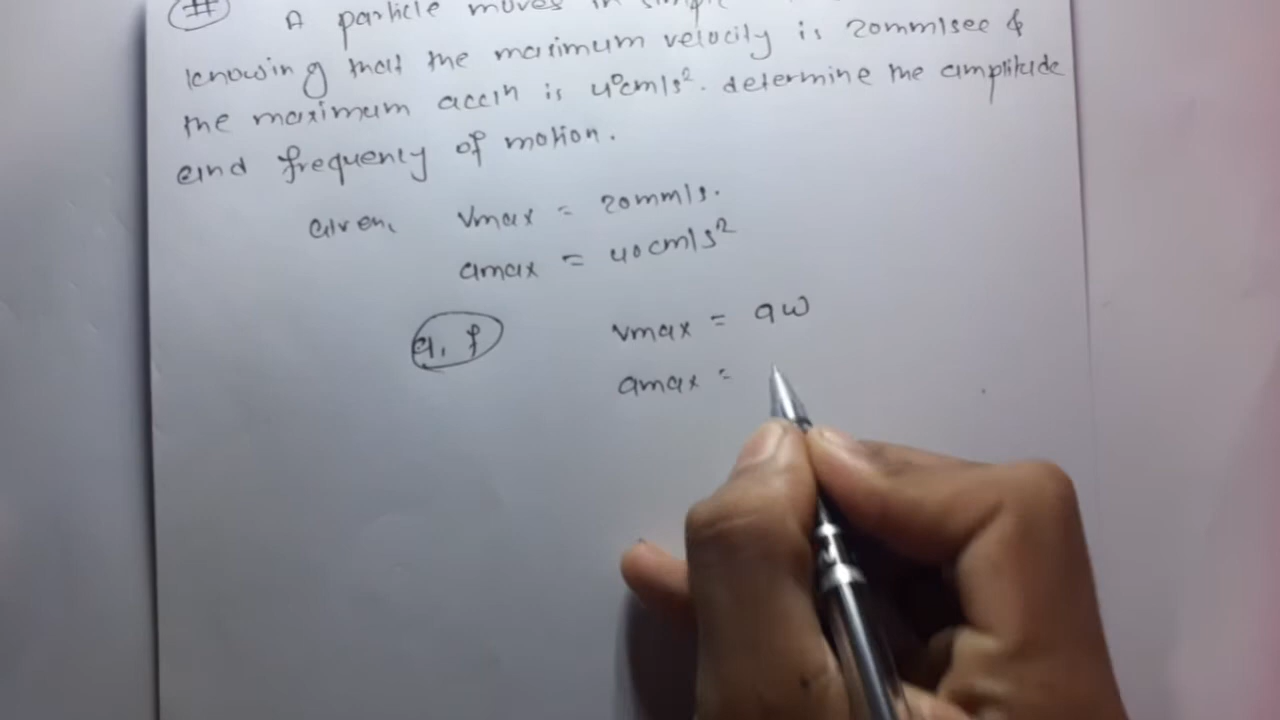 # A particle moves in simple
knowing that the maximum velocity is 20mm/sec &
the maximum accln is 40cm/s². determine the amplitude
and frequency of motion.
Given, Vmax = 20mm/s.
amax = 40cm/s²
a, f vmax = aω
amax =